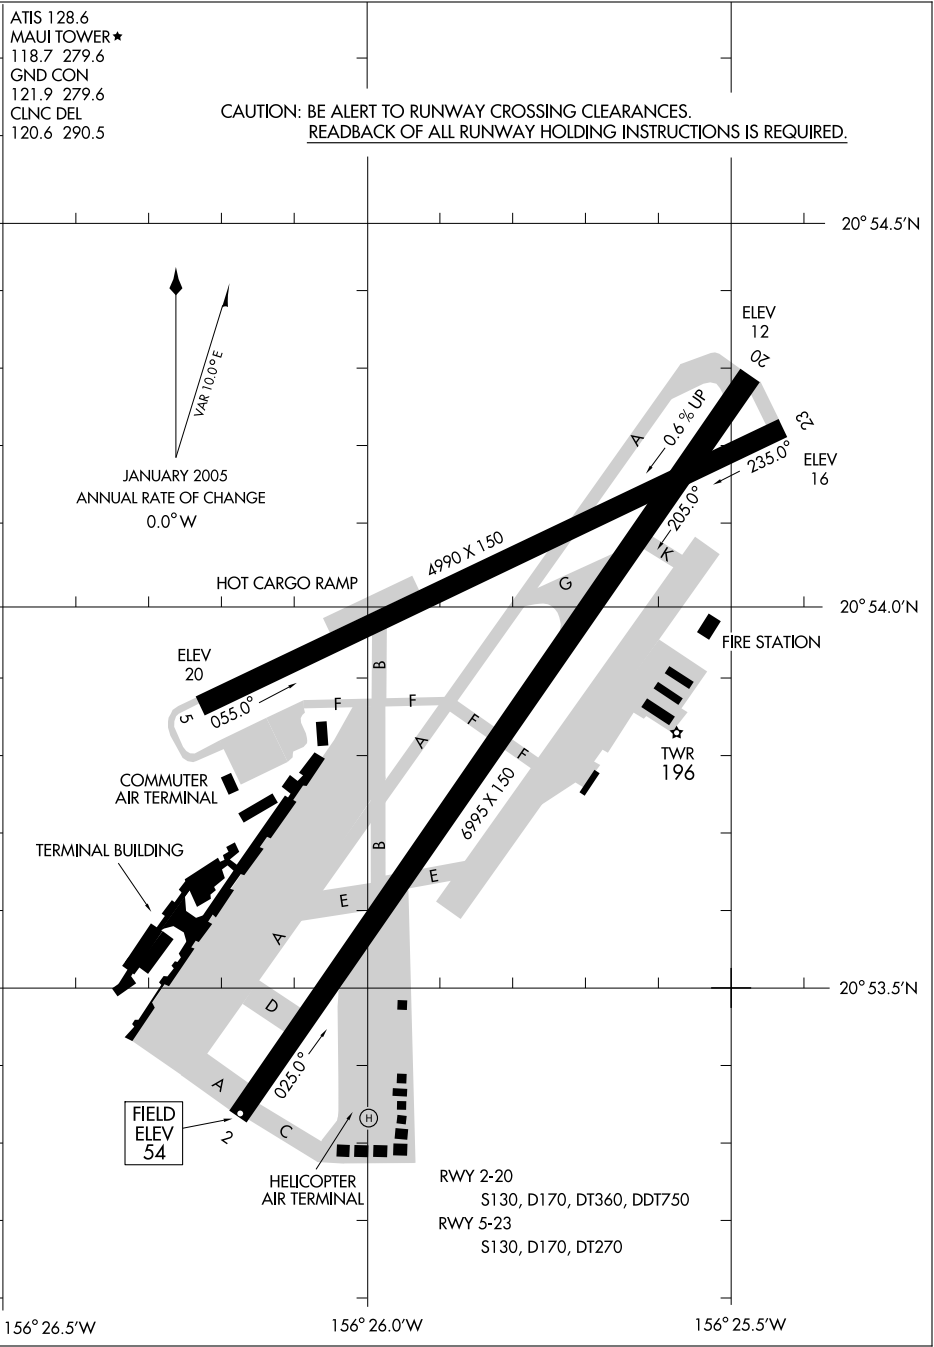 ATIS 128.6
MAUI TOWER★
118.7 279.6
GND CON
121.9 279.6
CLNC DEL
120.6 290.5
CAUTION: BE ALERT TO RUNWAY CROSSING CLEARANCES.
READBACK OF ALL RUNWAY HOLDING INSTRUCTIONS IS REQUIRED.
20° 54.5'N
VAR 10.0° E
JANUARY 2005
ANNUAL RATE OF CHANGE
0.0° W
ELEV
12
20
A
0.6 % UP
23
235.0°
ELEV
16
205.0°
K
4990 X 150
G
HOT CARGO RAMP
20° 54.0'N
FIRE STATION
ELEV
20
B
055.0°
5
F
F
F
F
A
TWR
196
COMMUTER
AIR TERMINAL
6995 X 150
TERMINAL BUILDING
B
E
E
A
20° 53.5'N
D
025.0°
A
FIELD
ELEV
54
2
C
H
HELICOPTER
AIR TERMINAL
RWY 2-20
S130, D170, DT360, DDT750
RWY 5-23
S130, D170, DT270
156° 26.5'W
156° 26.0'W
156° 25.5'W